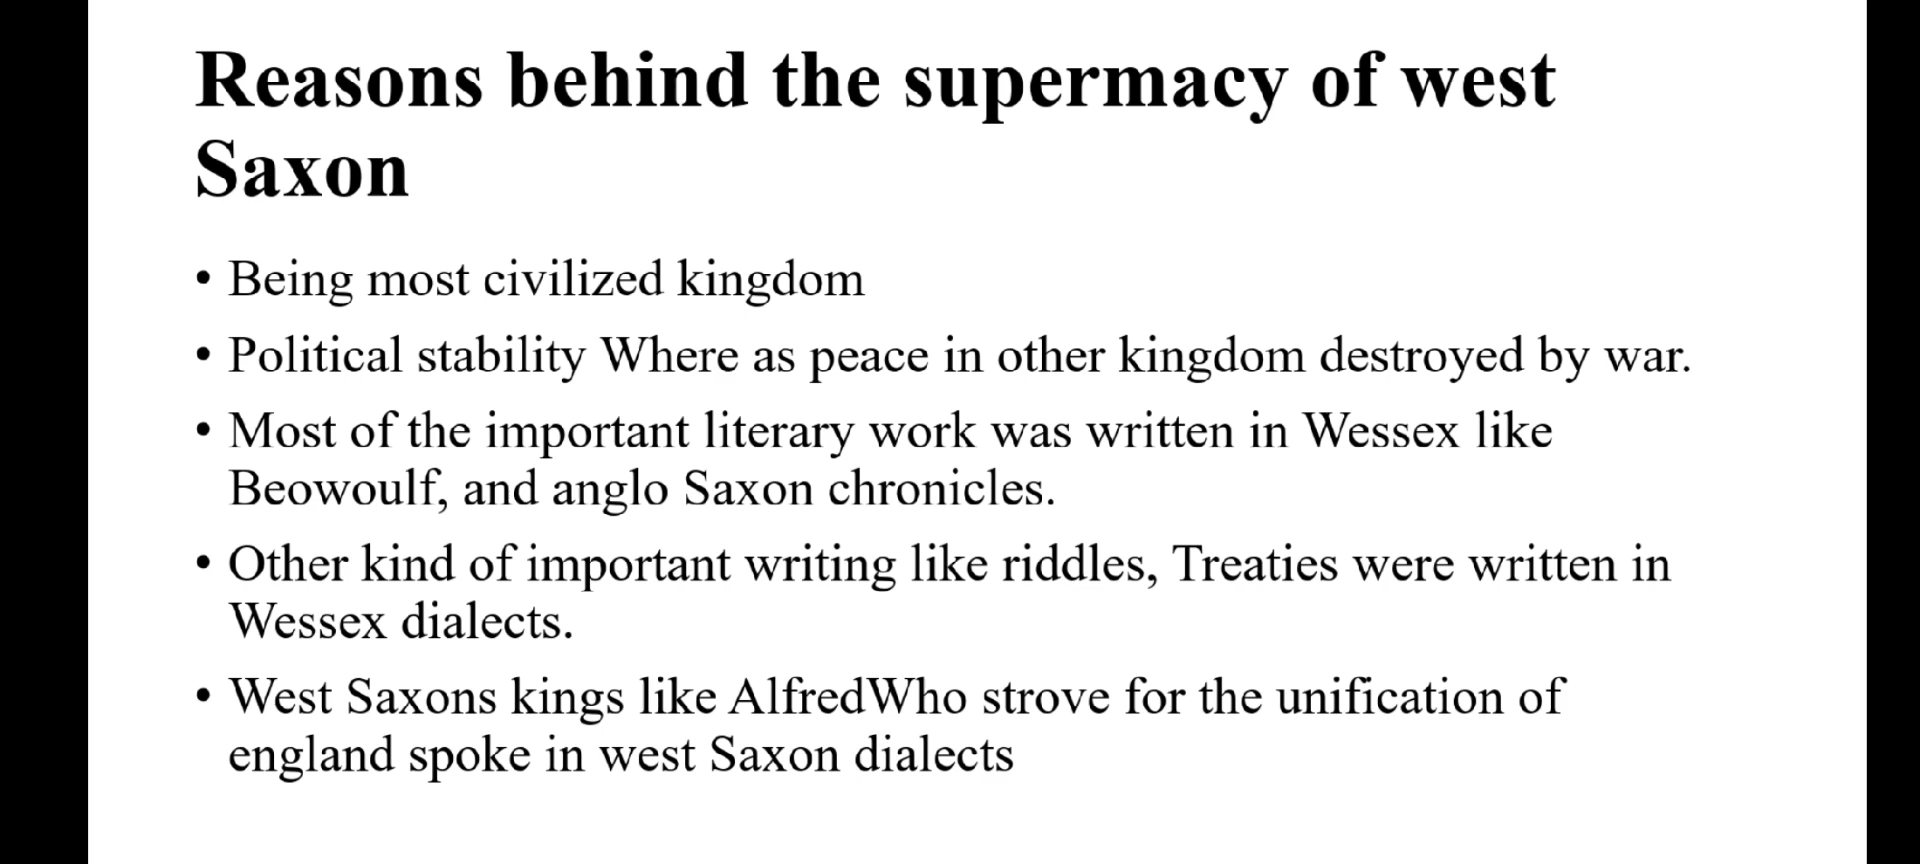 Reasons behind the supermacy of west
Saxon
• Being most civilized kingdom
• Political stability Where as peace in other kingdom destroyed by war.
• Most of the important literary work was written in Wessex like
Beowoulf, and anglo Saxon chronicles.
• Other kind of important writing like riddles, Treaties were written in
Wessex dialects.
• West Saxons kings like AlfredWho strove for the unification of
england spoke in west Saxon dialects